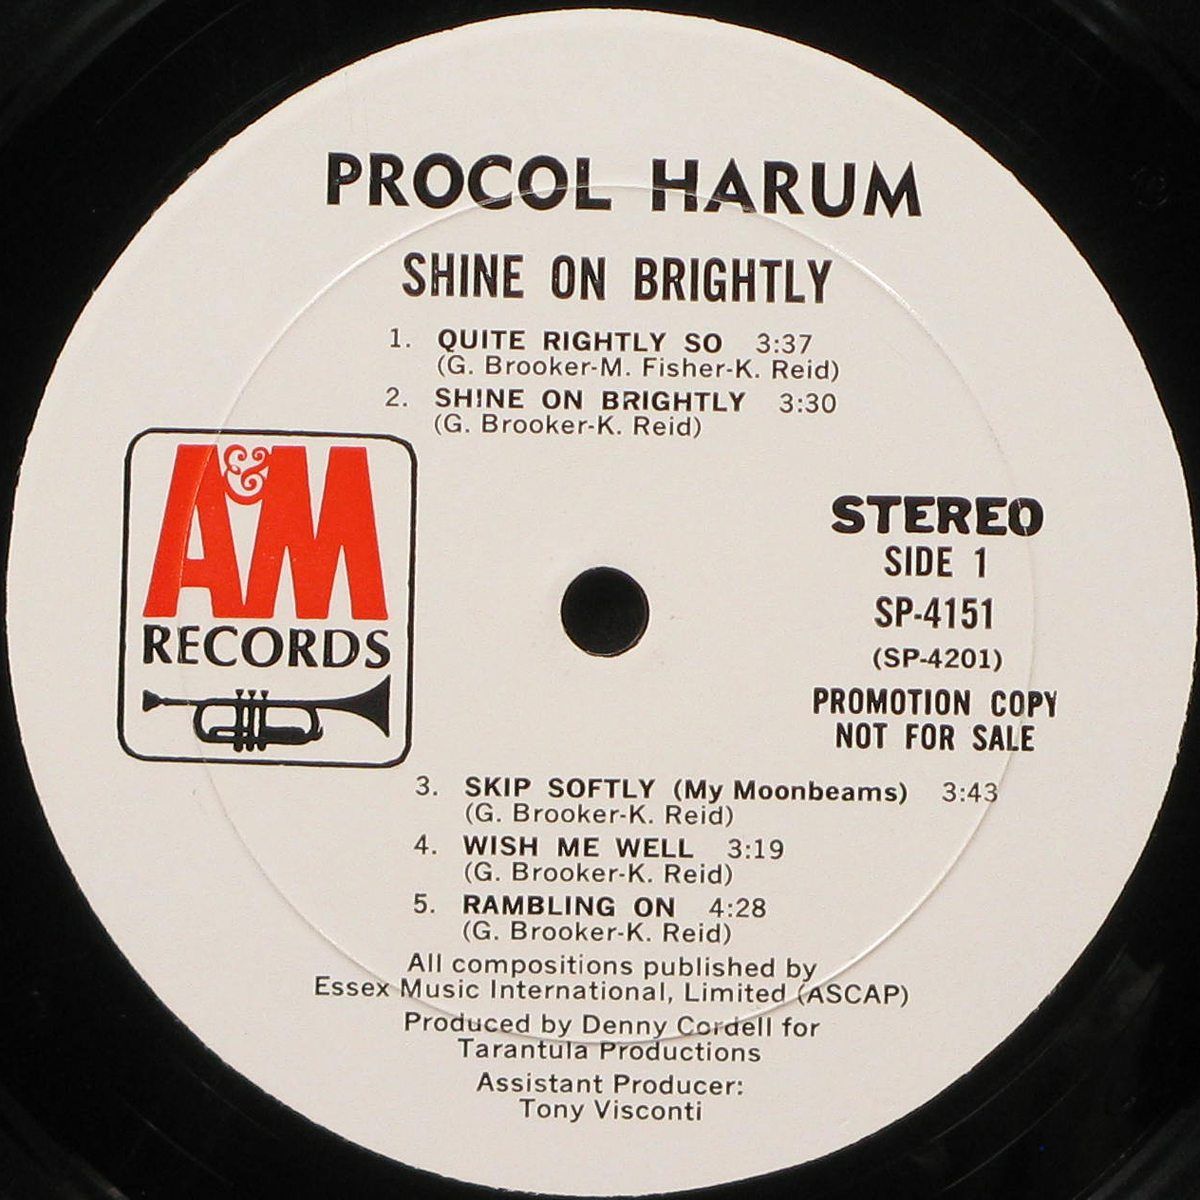 PROCOL HARUM
SHINE ON BRIGHTLY
1. QUITE RIGHTLY SO 3:37
(G. Brooker-M. Fisher-K. Reid)
2. SHINE ON BRIGHTLY 3:30
(G. Brooker-K. Reid)
A&M
RECORDS
STEREO
SIDE 1
SP-4151
(SP-4201)
PROMOTION COPY
NOT FOR SALE
3. SKIP SOFTLY (My Moonbeams) 3:43
(G. Brooker-K. Reid)
4. WISH ME WELL 3:19
(G. Brooker-K. Reid)
5. RAMBLING ON 4:28
(G. Brooker-K. Reid)
All compositions published by
Essex Music International, Limited (ASCAP)
Produced by Denny Cordell for
Tarantula Productions
Assistant Producer:
Tony Visconti